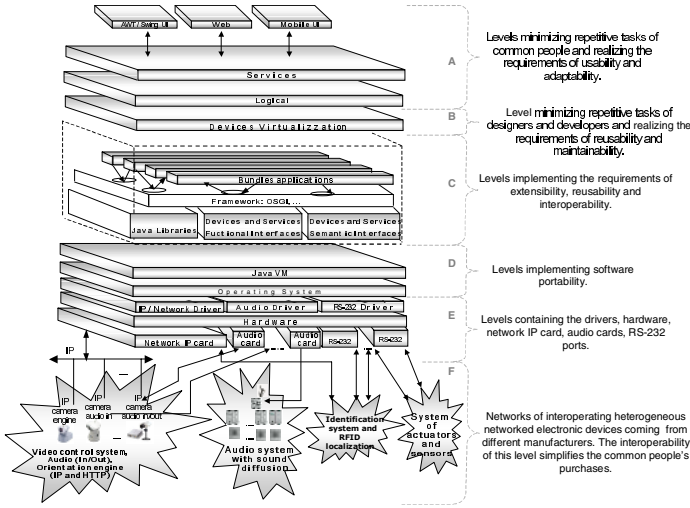 AWT / Swing UI
Web
Mobiile UI
Services
Logical
Devices Virtualizzation
Bundles applications
Framework: OSGI, ...
Java Libraries
Devices and Services
Fuctional Interfaces
Devices and Services
Semantic Interfaces
Java VM
Operating System
IP / Network Driver
Audio Driver
RS-232 Driver
Hardware
Network IP card
Audio
card
...
Audio
card
RS-232
...
RS-232
IP
...
IP
camera
engine
IP
camera
audio in
IP
camera
audio in/out
...
Video control system,
Audio (In/Out),
Orientation engine
(IP and HTTP)
...
...
Audio system
with sound
diffusion
Identification
system and
RFID
localization
System
of
actuators
and
sensors
A
Levels minimizing repetitive tasks of
common people and realizing the
requirements of usability and
adaptability.
B
Level minimizing repetitive tasks of
designers and developers and realizing the
requirements of reusability and
maintainability.
C
Levels implementing the requirements of
extensibility, reusability and
interoperability.
D
Levels implementing software
portability.
E
Levels containing the drivers, hardware,
network IP card, audio cards, RS-232
ports.
F
Networks of interoperating heterogeneous
networked electronic devices coming from
different manufacturers. The interoperability
of this level simplifies the common people's
purchases.